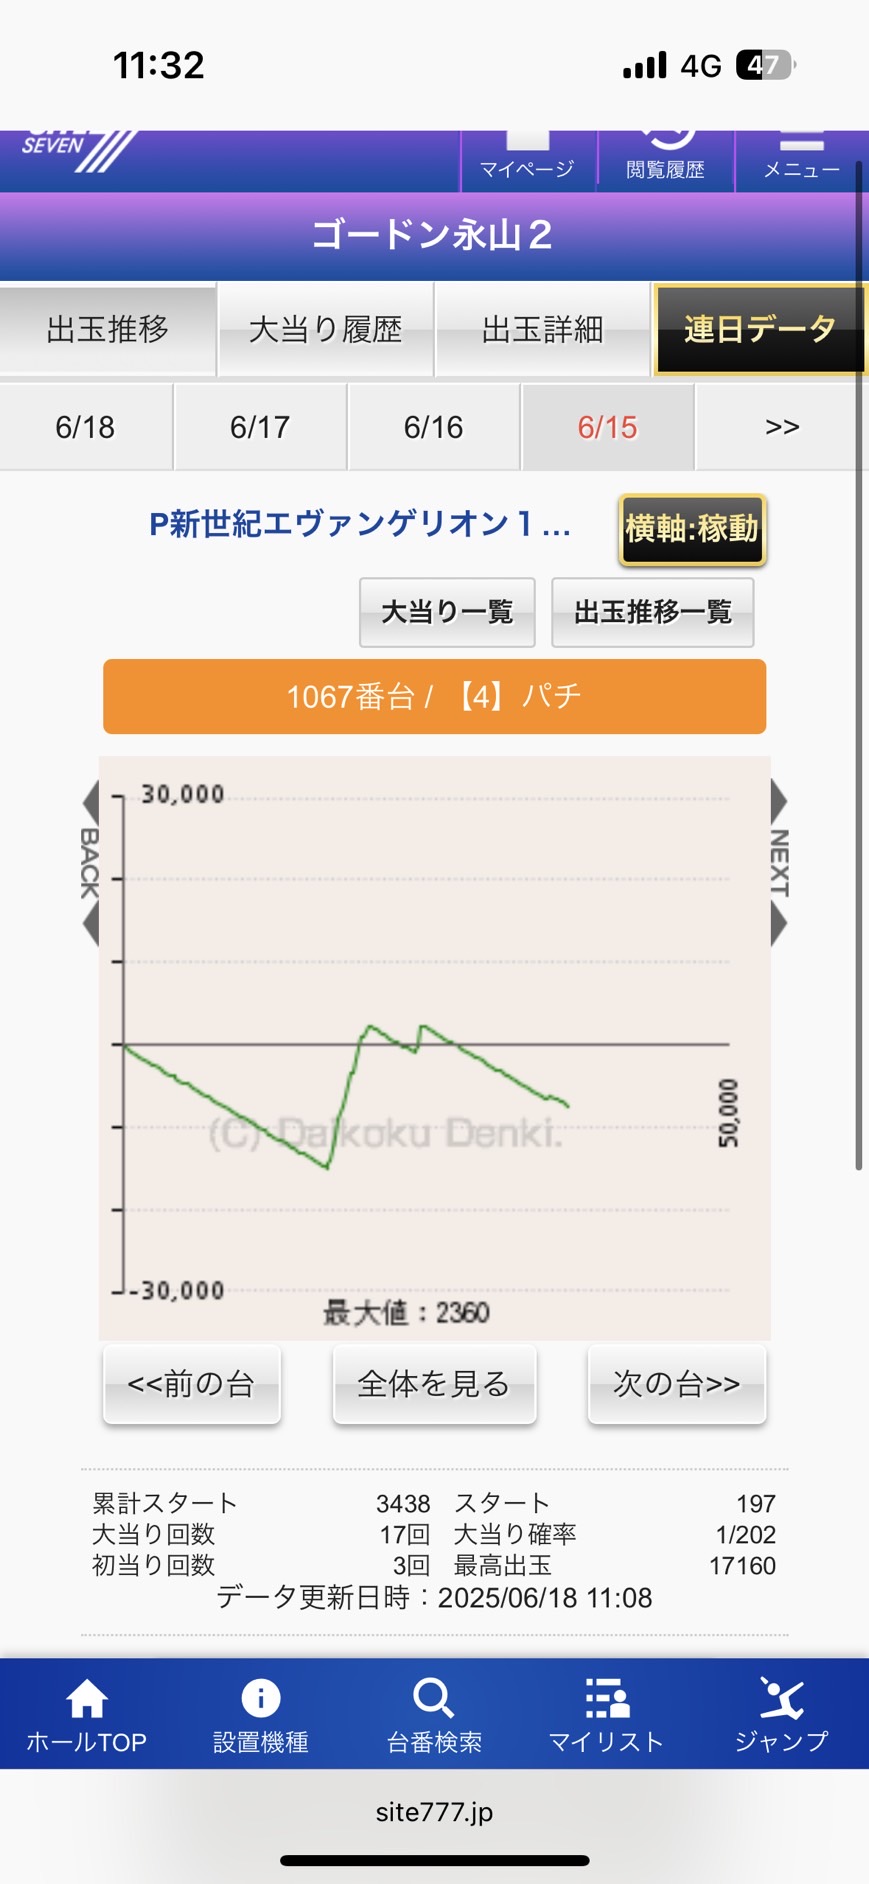 11:32 4G 47
SEVEN
マイページ 閲覧履歴 メニュー
ゴードン永山２
出玉推移 大当り履歴 出玉詳細 連日データ
6/18 6/17 6/16 6/15 >>
P新世紀エヴァンゲリオン１... 横軸:稼動
大当り一覧 出玉推移一覧
1067番台 / 【4】パチ
30,000
BACK
NEXT
50,000
(C) Daikoku Denki.
-30,000
最大値：2360
<<前の台 全体を見る 次の台>>
累計スタート 3438 スタート 197
大当り回数 17回 大当り確率 1/202
初当り回数 3回 最高出玉 17160
データ更新日時：2025/06/18 11:08
ホールTOP 設置機種 台番検索 マイリスト ジャンプ
site777.jp